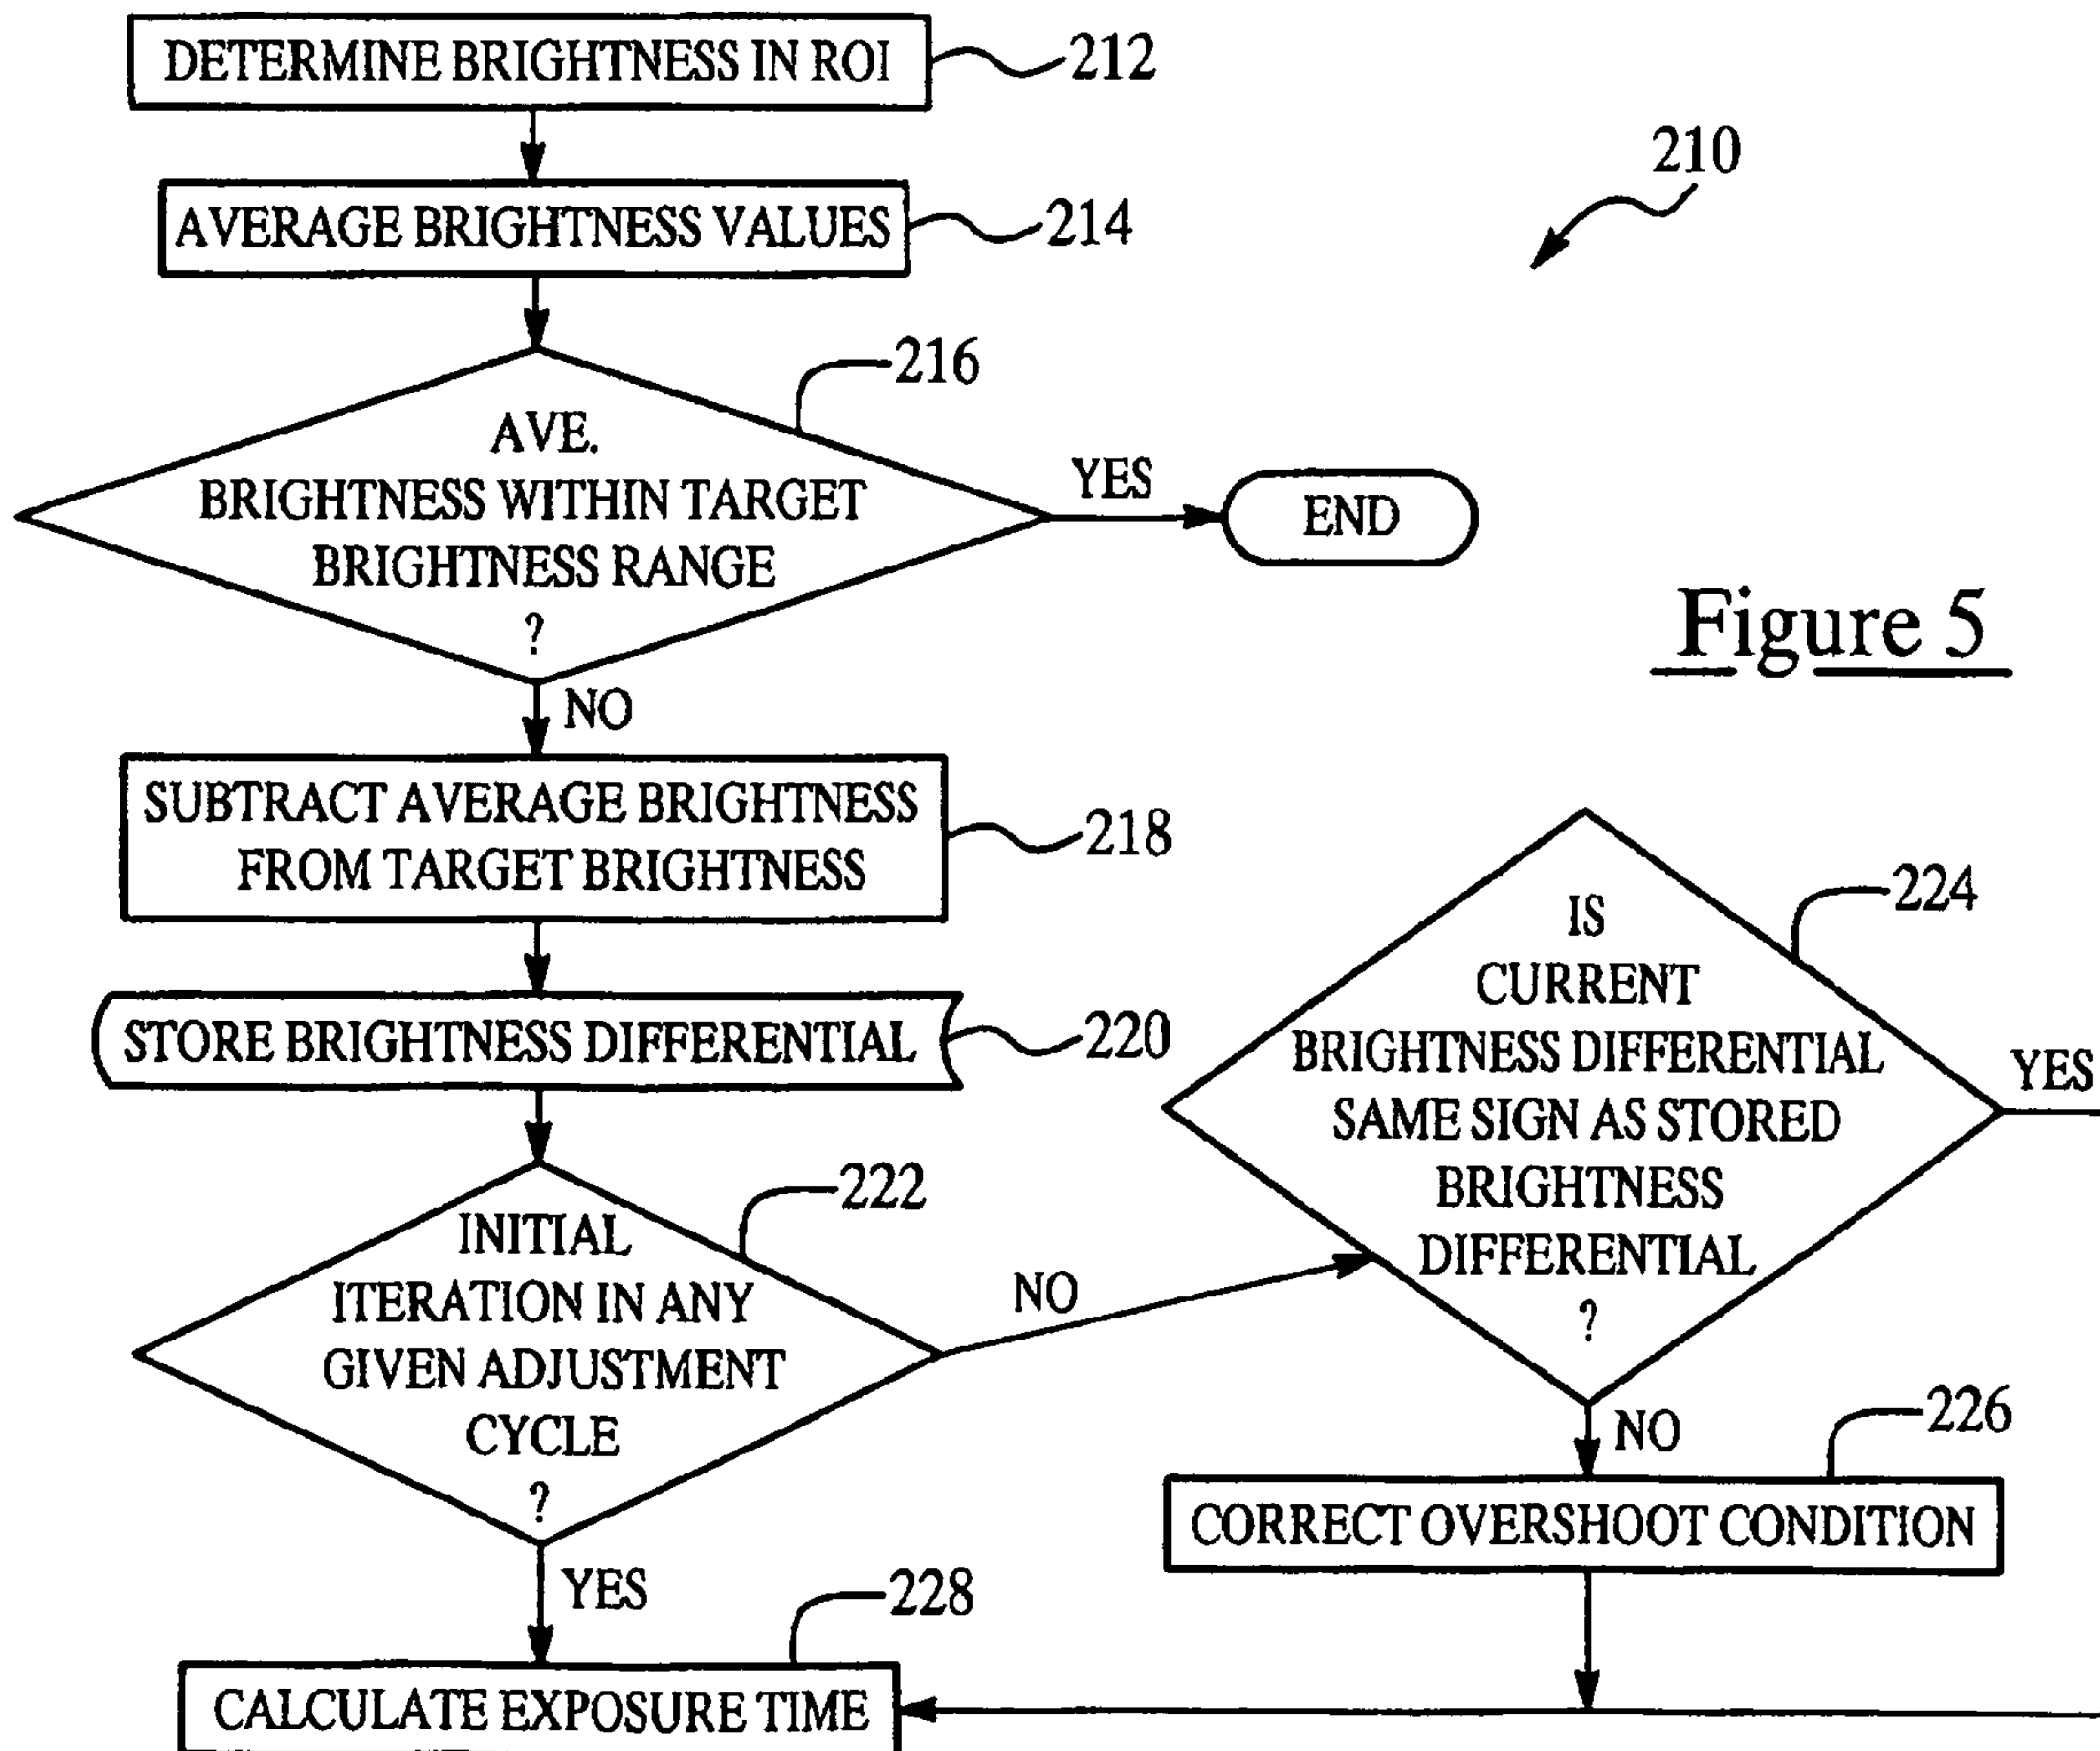 DETERMINE BRIGHTNESS IN ROI
212
AVERAGE BRIGHTNESS VALUES
214
210
216
AVE.
BRIGHTNESS WITHIN TARGET
BRIGHTNESS RANGE
?
YES
END
Figure 5
NO
SUBTRACT AVERAGE BRIGHTNESS
FROM TARGET BRIGHTNESS
218
STORE BRIGHTNESS DIFFERENTIAL
220
222
INITIAL
ITERATION IN ANY
GIVEN ADJUSTMENT
CYCLE
?
NO
YES
224
IS
CURRENT
BRIGHTNESS DIFFERENTIAL
SAME SIGN AS STORED
BRIGHTNESS
DIFFERENTIAL
?
YES
NO
226
CORRECT OVERSHOOT CONDITION
228
CALCULATE EXPOSURE TIME